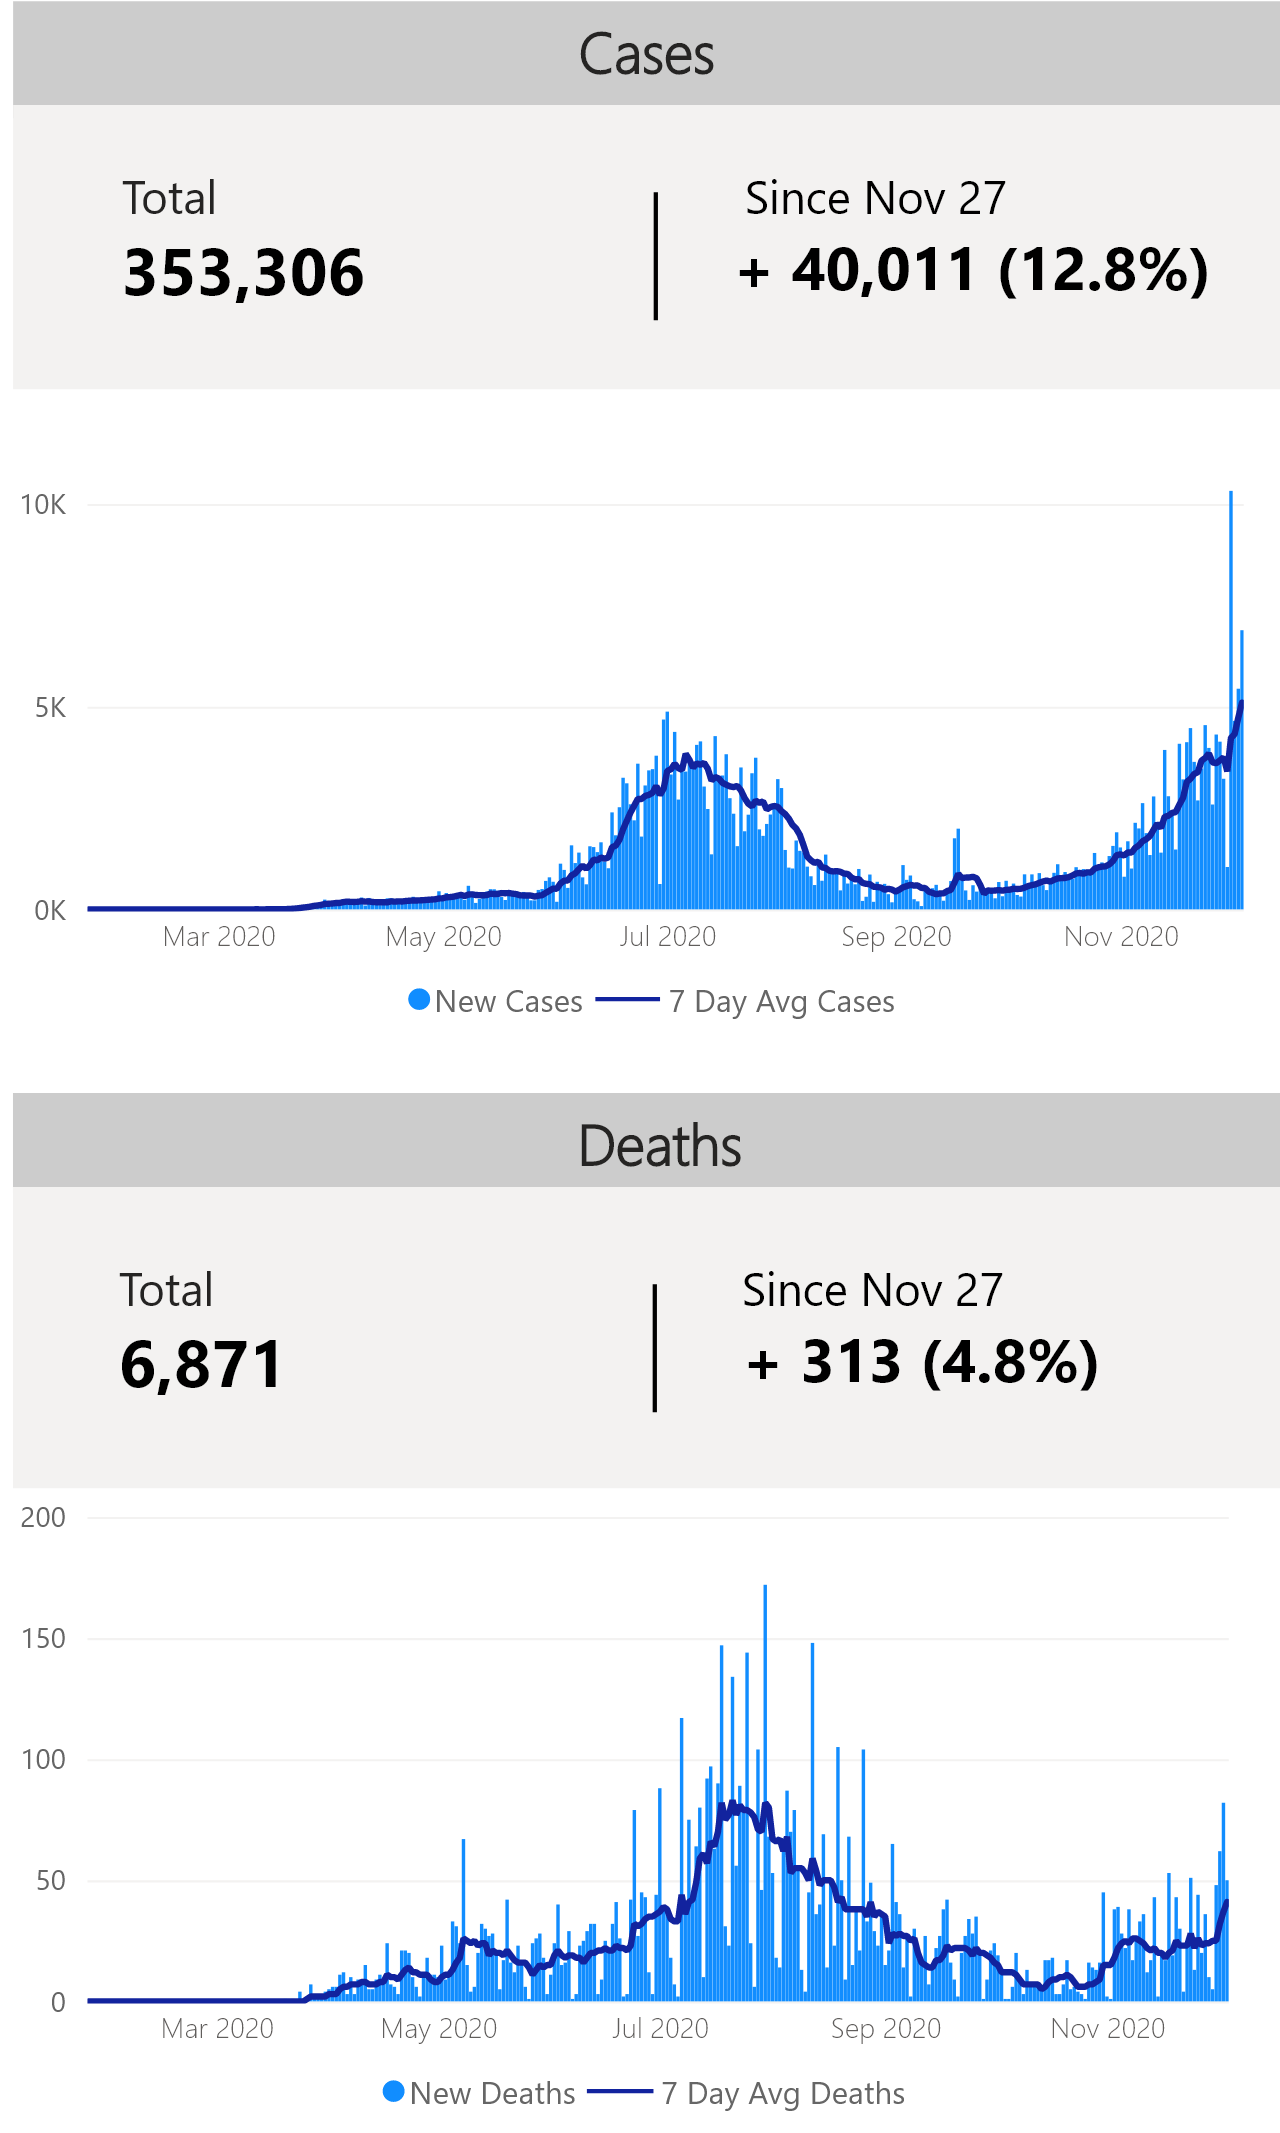 Cases
Total
Since Nov 27
353,306
+ 40,011 (12.8%)
10K
5K
0K
Mar 2020
May 2020
Jul 2020
Sep 2020
Nov 2020
New Cases
7 Day Avg Cases
Deaths
Total
Since Nov 27
6,871
+ 313 (4.8%)
200
150
100
50
0
Mar 2020
May 2020
Jul 2020
Sep 2020
Nov 2020
New Deaths
7 Day Avg Deaths